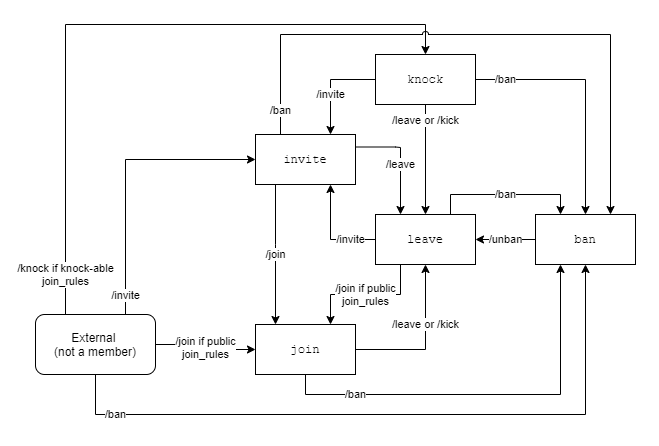 knock
/ban
/invite
/ban
/leave or /kick
invite
/leave
/ban
/invite
leave
/unban
ban
/join
/knock if knock-able
join_rules
/invite
/join if public
join_rules
External
(not a member)
/join if public
join_rules
/leave or /kick
join
/ban
/ban